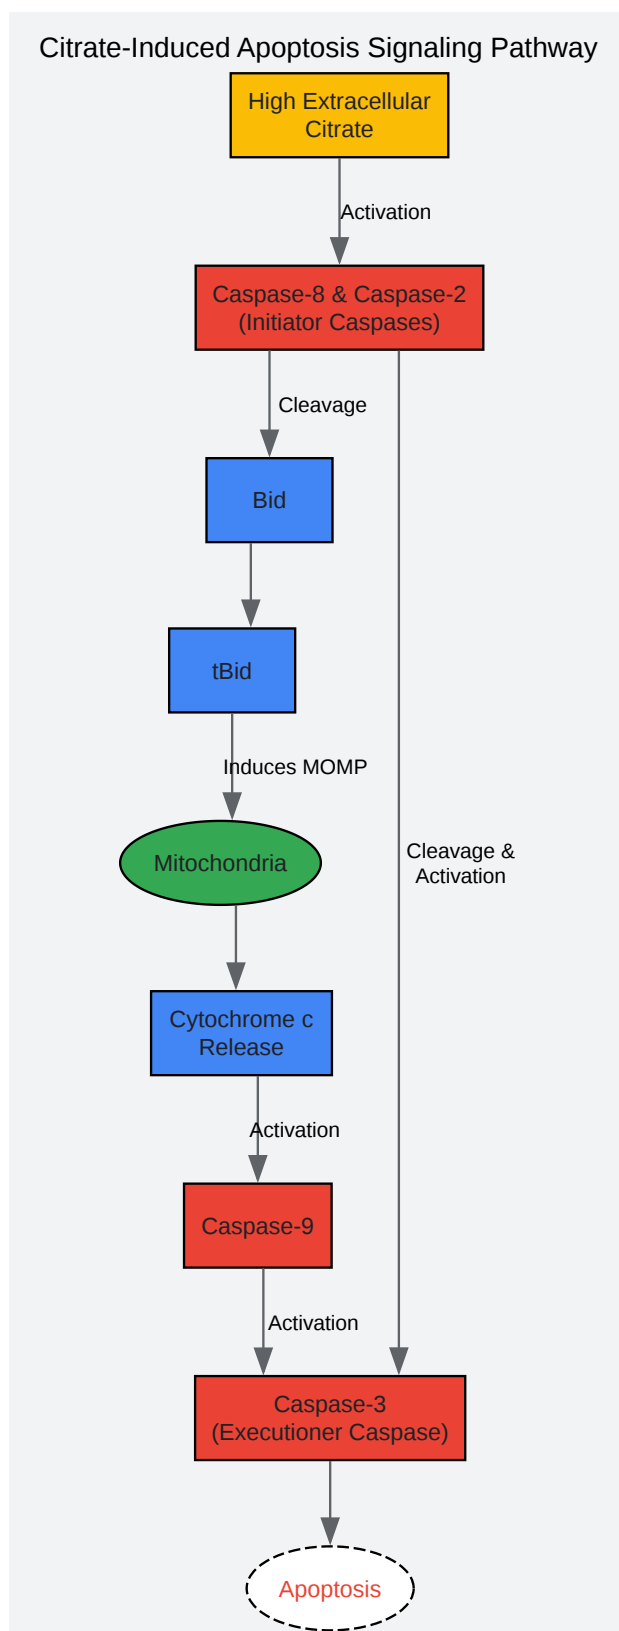 Citrate-Induced Apoptosis Signaling Pathway
High Extracellular
Citrate
Activation
Caspase-8 & Caspase-2
(Initiator Caspases)
Cleavage
Bid
tBid
Induces MOMP
Mitochondria
Cleavage &
Activation
Cytochrome c
Release
Activation
Caspase-9
Activation
Caspase-3
(Executioner Caspase)
Apoptosis